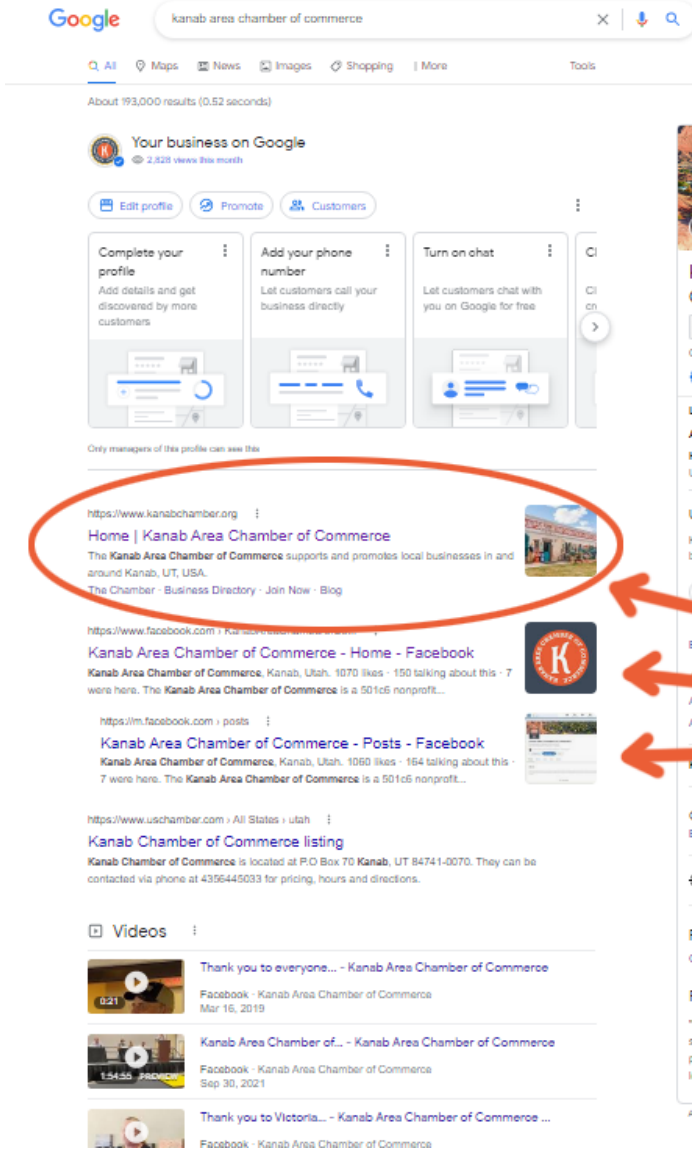 Google
kanab area chamber of commerce
All Maps News Images Shopping More Tools
About 193,000 results (0.52 seconds)
Your business on Google
2,828 views this month
Edit profile Promote Customers
Complete your profile
Add details and get discovered by more customers
Add your phone number
Let customers call your business directly
Turn on chat
Let customers chat with you on Google for free
Only managers of this profile can see this
https://www.kanabchamber.org
Home | Kanab Area Chamber of Commerce
The Kanab Area Chamber of Commerce supports and promotes local businesses in and
around Kanab, UT, USA.
The Chamber · Business Directory · Join Now · Blog
https://www.facebook.com ›
Kanab Area Chamber of Commerce - Home - Facebook
Kanab Area Chamber of Commerce, Kanab, Utah. 1070 likes · 150 talking about this · 7
were here. The Kanab Area Chamber of Commerce is a 501c6 nonprofit...
https://m.facebook.com › posts
Kanab Area Chamber of Commerce - Posts - Facebook
Kanab Area Chamber of Commerce, Kanab, Utah. 1060 likes · 164 talking about this ·
7 were here. The Kanab Area Chamber of Commerce is a 501c6 nonprofit...
https://www.uschamber.com › All States › utah
Kanab Chamber of Commerce listing
Kanab Chamber of Commerce is located at P.O Box 70 Kanab, UT 84741-0070. They can be
contacted via phone at 4356445033 for pricing, hours and directions.
Videos
Thank you to everyone... - Kanab Area Chamber of Commerce
0:21
Facebook · Kanab Area Chamber of Commerce
Mar 16, 2019
Kanab Area Chamber of... - Kanab Area Chamber of Commerce
1:54:55 PREVIEW
Facebook · Kanab Area Chamber of Commerce
Sep 30, 2021
Thank you to Victoria... - Kanab Area Chamber of Commerce ...
Facebook · Kanab Area Chamber of Commerce